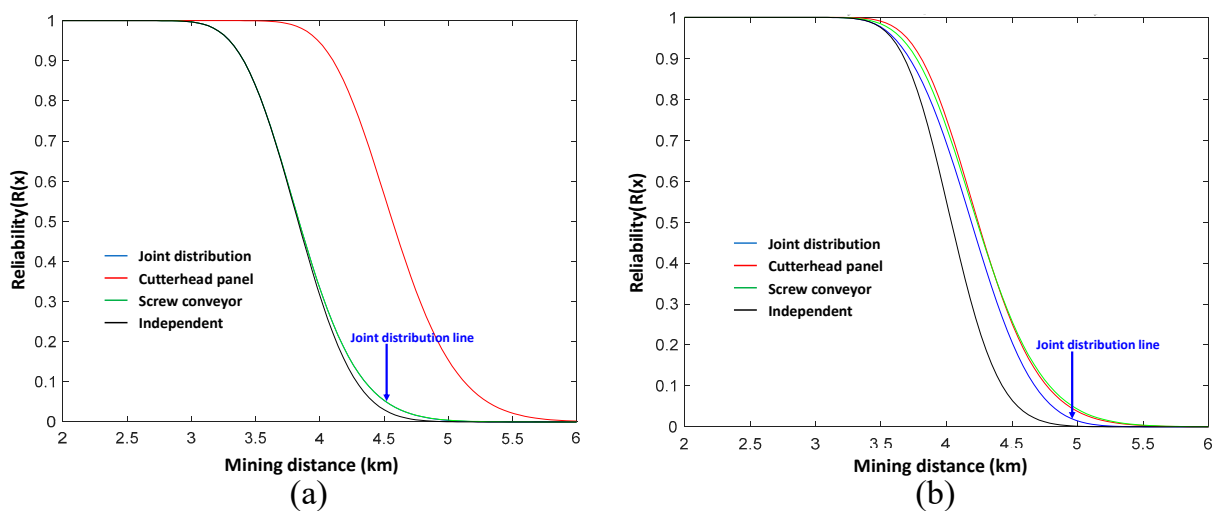 1
0.9
0.8
0.7
0.6
0.5
0.4
0.3
0.2
0.1
0
Reliability(R(x)
Joint distribution
Cutterhead panel
Screw conveyor
Independent
Joint distribution line
2 2.5 3 3.5 4 4.5 5 5.5 6
Mining distance (km)
(a)
1
0.9
0.8
0.7
0.6
0.5
0.4
0.3
0.2
0.1
0
Reliability(R(x)
Joint distribution
Cutterhead panel
Screw conveyor
Independent
Joint distribution line
2 2.5 3 3.5 4 4.5 5 5.5 6
Mining distance (km)
(b)